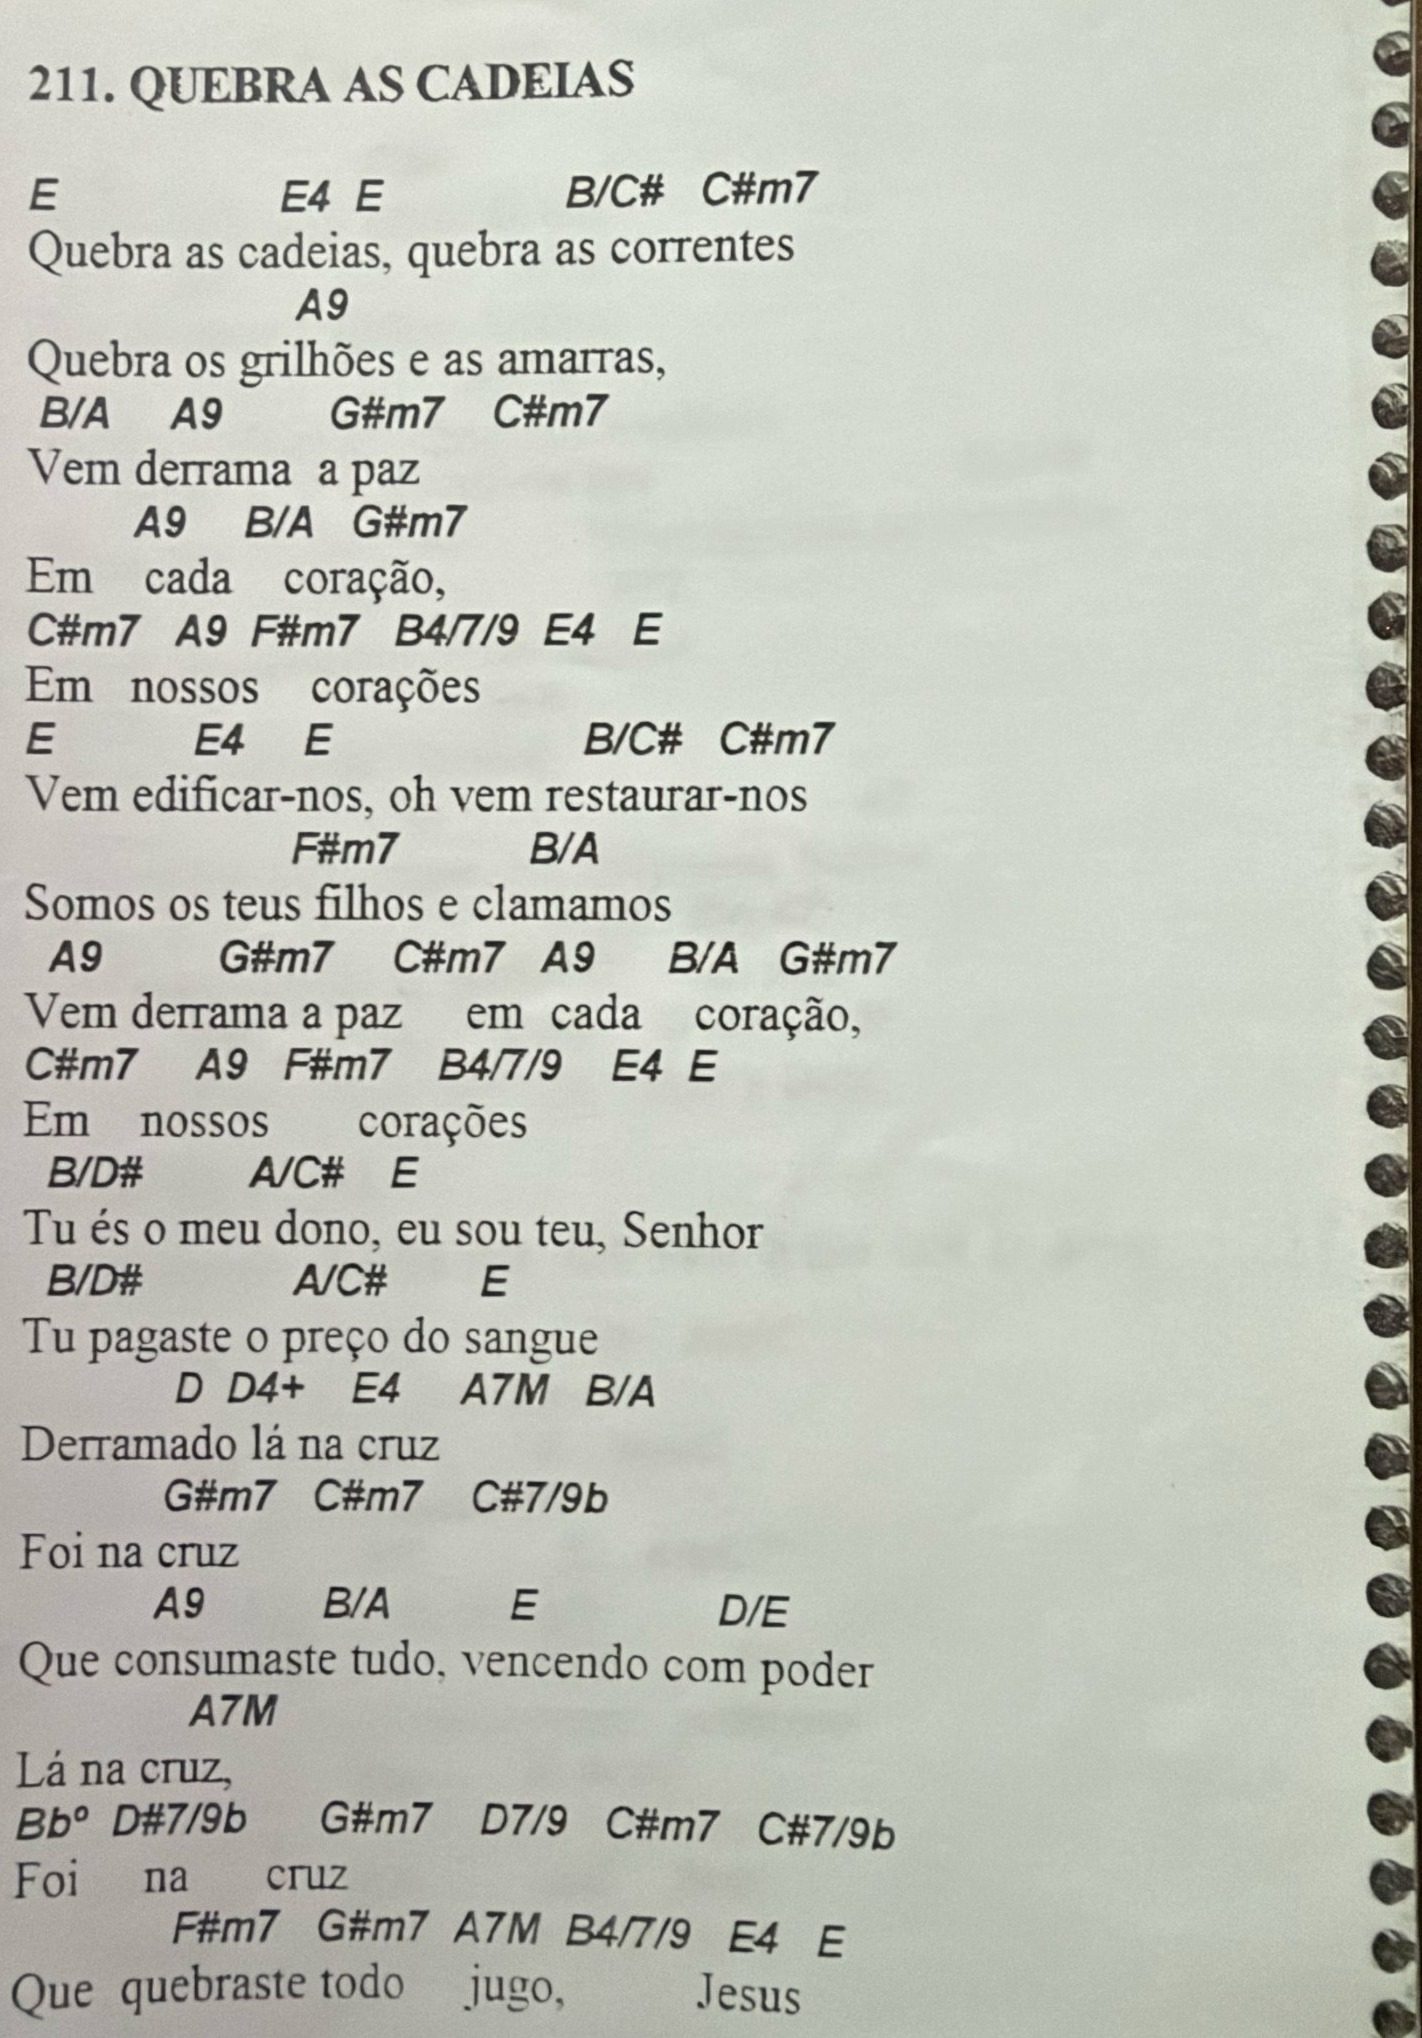 211. QUEBRA AS CADEIAS
E E4 E B/C# C#m7
Quebra as cadeias, quebra as correntes
A9
Quebra os grilhões e as amarras,
B/A A9 G#m7 C#m7
Vem derrama a paz
A9 B/A G#m7
Em cada coração,
C#m7 A9 F#m7 B4/7/9 E4 E
Em nossos corações
E E4 E B/C# C#m7
Vem edificar-nos, oh vem restaurar-nos
F#m7 B/A
Somos os teus filhos e clamamos
A9 G#m7 C#m7 A9 B/A G#m7
Vem derrama a paz em cada coração,
C#m7 A9 F#m7 B4/7/9 E4 E
Em nossos corações
B/D# A/C# E
Tu és o meu dono, eu sou teu, Senhor
B/D# A/C# E
Tu pagaste o preço do sangue
D D4+ E4 A7M B/A
Derramado lá na cruz
G#m7 C#m7 C#7/9b
Foi na cruz
A9 B/A E D/E
Que consumaste tudo, vencendo com poder
A7M
Lá na cruz,
Bbº D#7/9b G#m7 D7/9 C#m7 C#7/9b
Foi na cruz
F#m7 G#m7 A7M B4/7/9 E4 E
Que quebraste todo jugo, Jesus